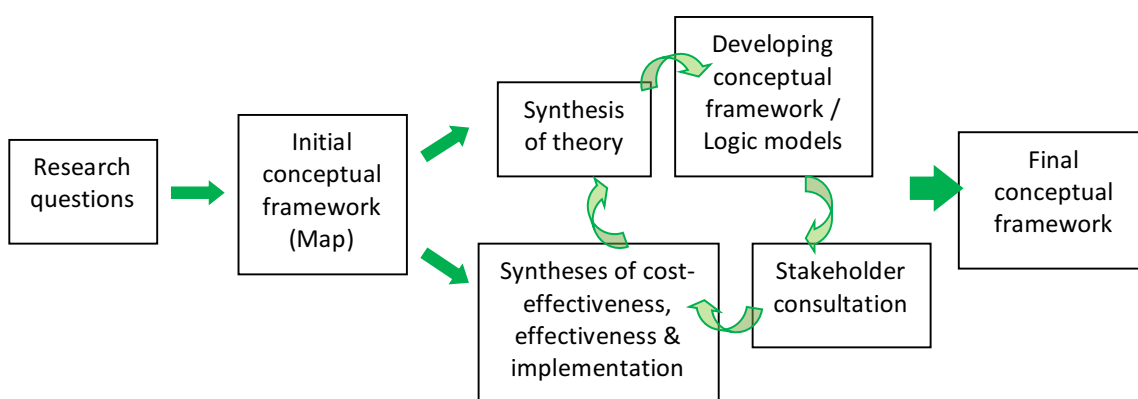 Research
questions
Initial
conceptual
framework
(Map)
Synthesis
of theory
Developing
conceptual
framework /
Logic models
Syntheses of cost-
effectiveness,
effectiveness &
implementation
Stakeholder
consultation
Final
conceptual
framework